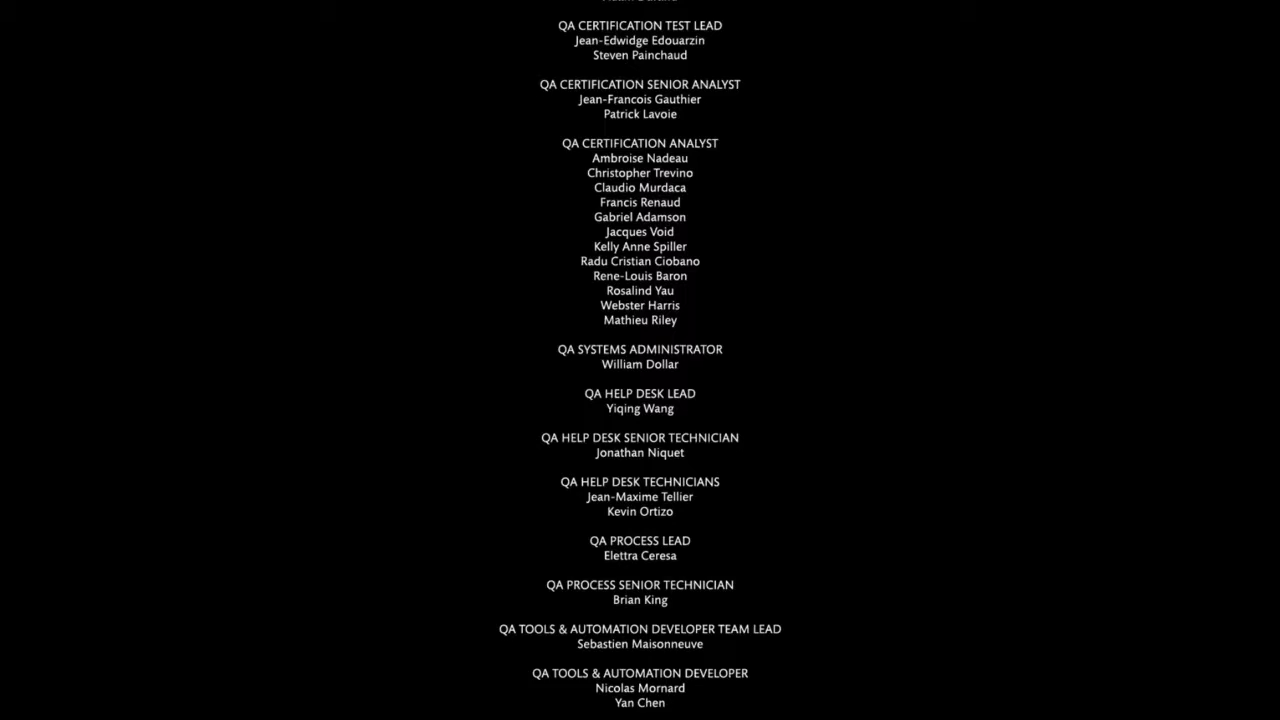 QA CERTIFICATION TEST LEAD
Jean-Edwidge Edouarzin
Steven Painchaud
QA CERTIFICATION SENIOR ANALYST
Jean-Francois Gauthier
Patrick Lavoie
QA CERTIFICATION ANALYST
Ambroise Nadeau
Christopher Trevino
Claudio Murdaca
Francis Renaud
Gabriel Adamson
Jacques Void
Kelly Anne Spiller
Radu Cristian Ciobano
Rene-Louis Baron
Rosalind Yau
Webster Harris
Mathieu Riley
QA SYSTEMS ADMINISTRATOR
William Dollar
QA HELP DESK LEAD
Yiqing Wang
QA HELP DESK SENIOR TECHNICIAN
Jonathan Niquet
QA HELP DESK TECHNICIANS
Jean-Maxime Tellier
Kevin Ortizo
QA PROCESS LEAD
Elettra Ceresa
QA PROCESS SENIOR TECHNICIAN
Brian King
QA TOOLS & AUTOMATION DEVELOPER TEAM LEAD
Sebastien Maisonneuve
QA TOOLS & AUTOMATION DEVELOPER
Nicolas Mornard
Yan Chen